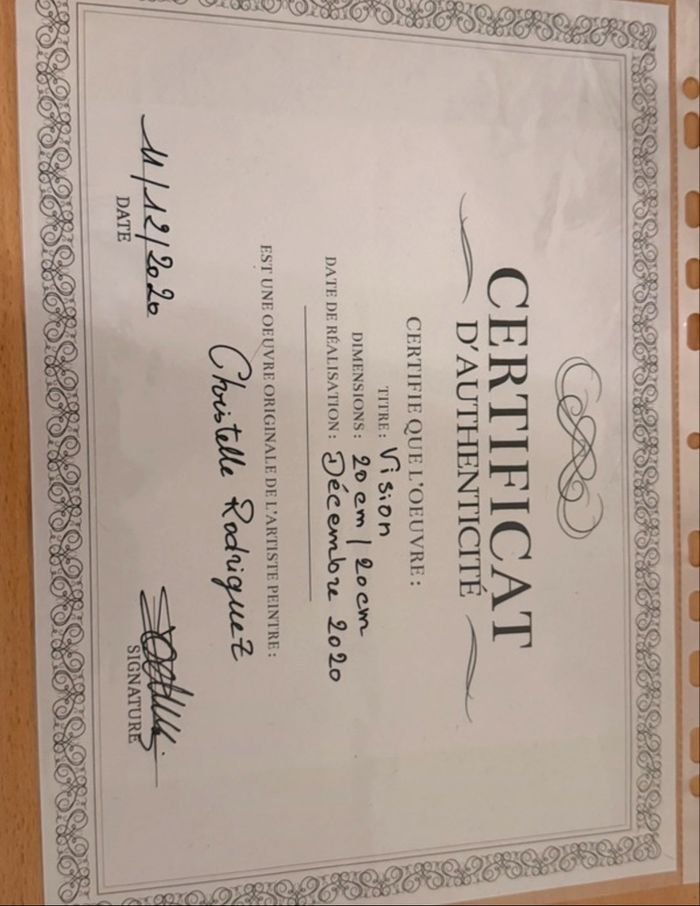 CERTIFICAT
D'AUTHENTICITÉ
CERTIFIE QUE L'OEUVRE :
TITRE : Vision
DIMENSIONS : 20 cm / 20 cm
DATE DE RÉALISATION : Décembre 2020
EST UNE OEUVRE ORIGINALE DE L'ARTISTE PEINTRE :
Christelle Rodriguez
11/12/2020
DATE
SIGNATURE